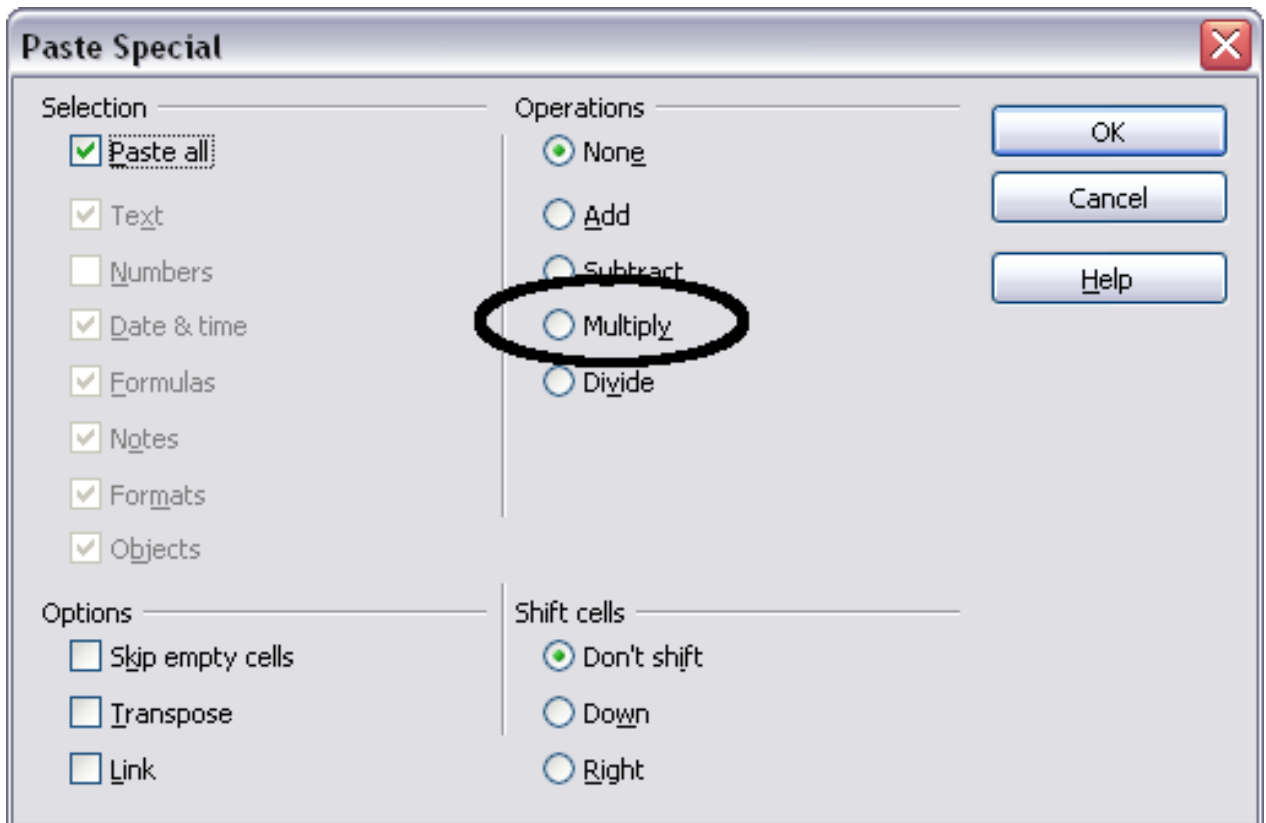 Paste Special
Selection
Paste all
Text
Numbers
Date & time
Formulas
Notes
Formats
Objects
Operations
None
Add
Subtract
Multiply
Divide
OK
Cancel
Help
Options
Skip empty cells
Transpose
Link
Shift cells
Don't shift
Down
Right